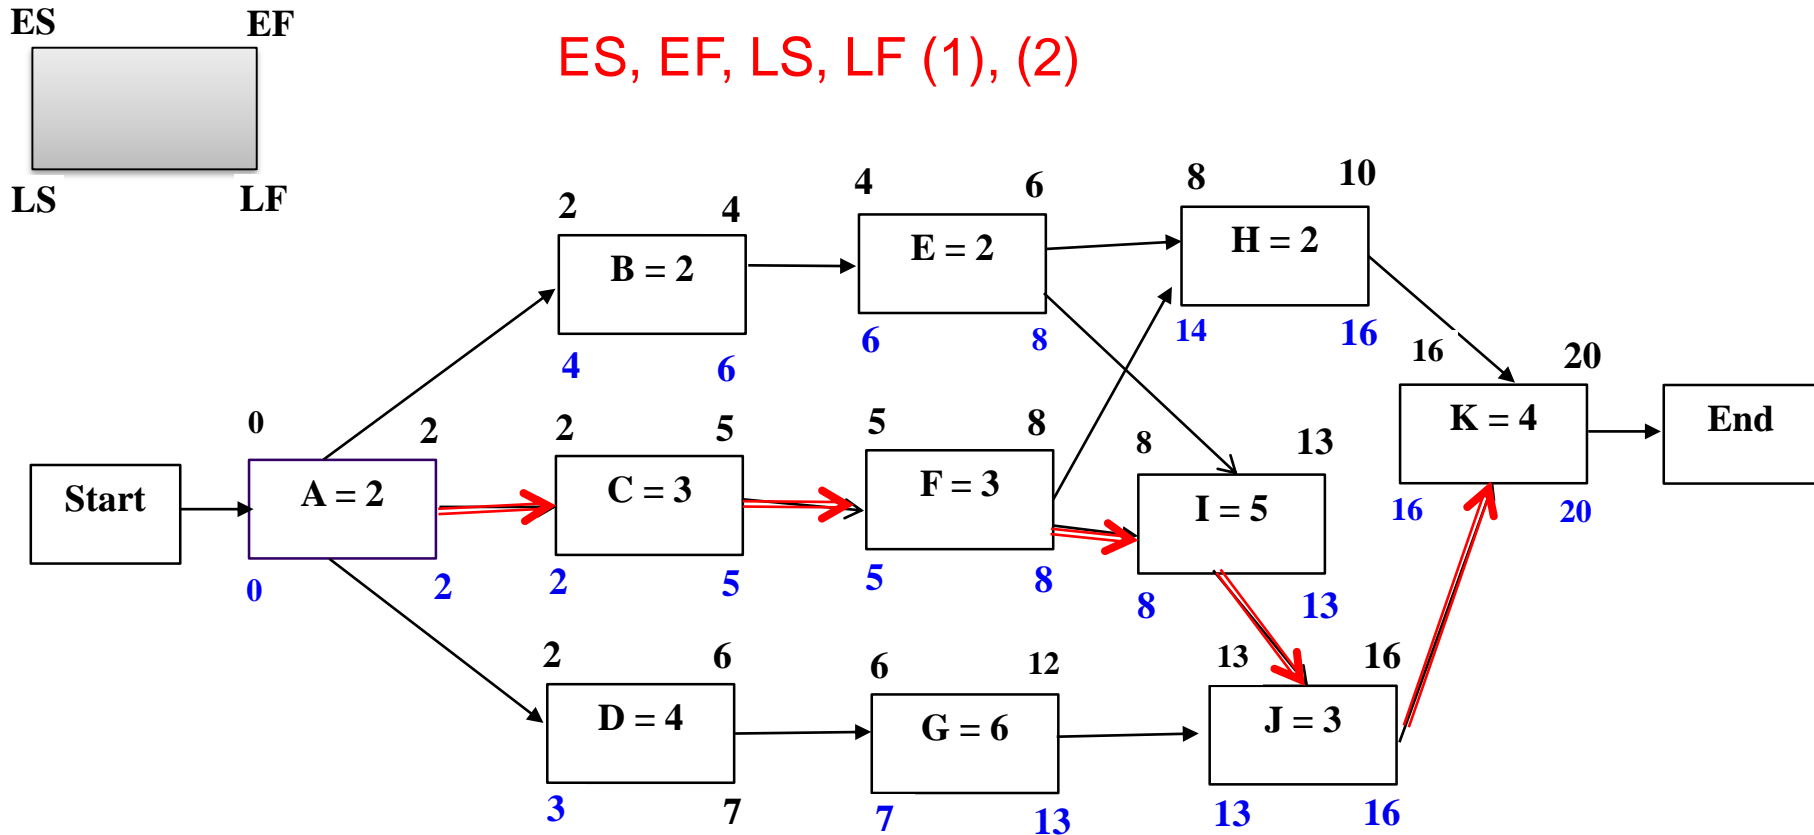 ES EF
ES, EF, LS, LF (1), (2)
LS LF
2 4
B = 2
4 6
4 6
E = 2
6 8
8 10
H = 2
14 16
16 20
K = 4
16 20
End
Start
0 2
A = 2
0 2
2 5
C = 3
2 5
5 8
F = 3
5 8
8 13
I = 5
8 13
2 6
D = 4
3 7
6 12
G = 6
7 13
13 16
J = 3
13 16